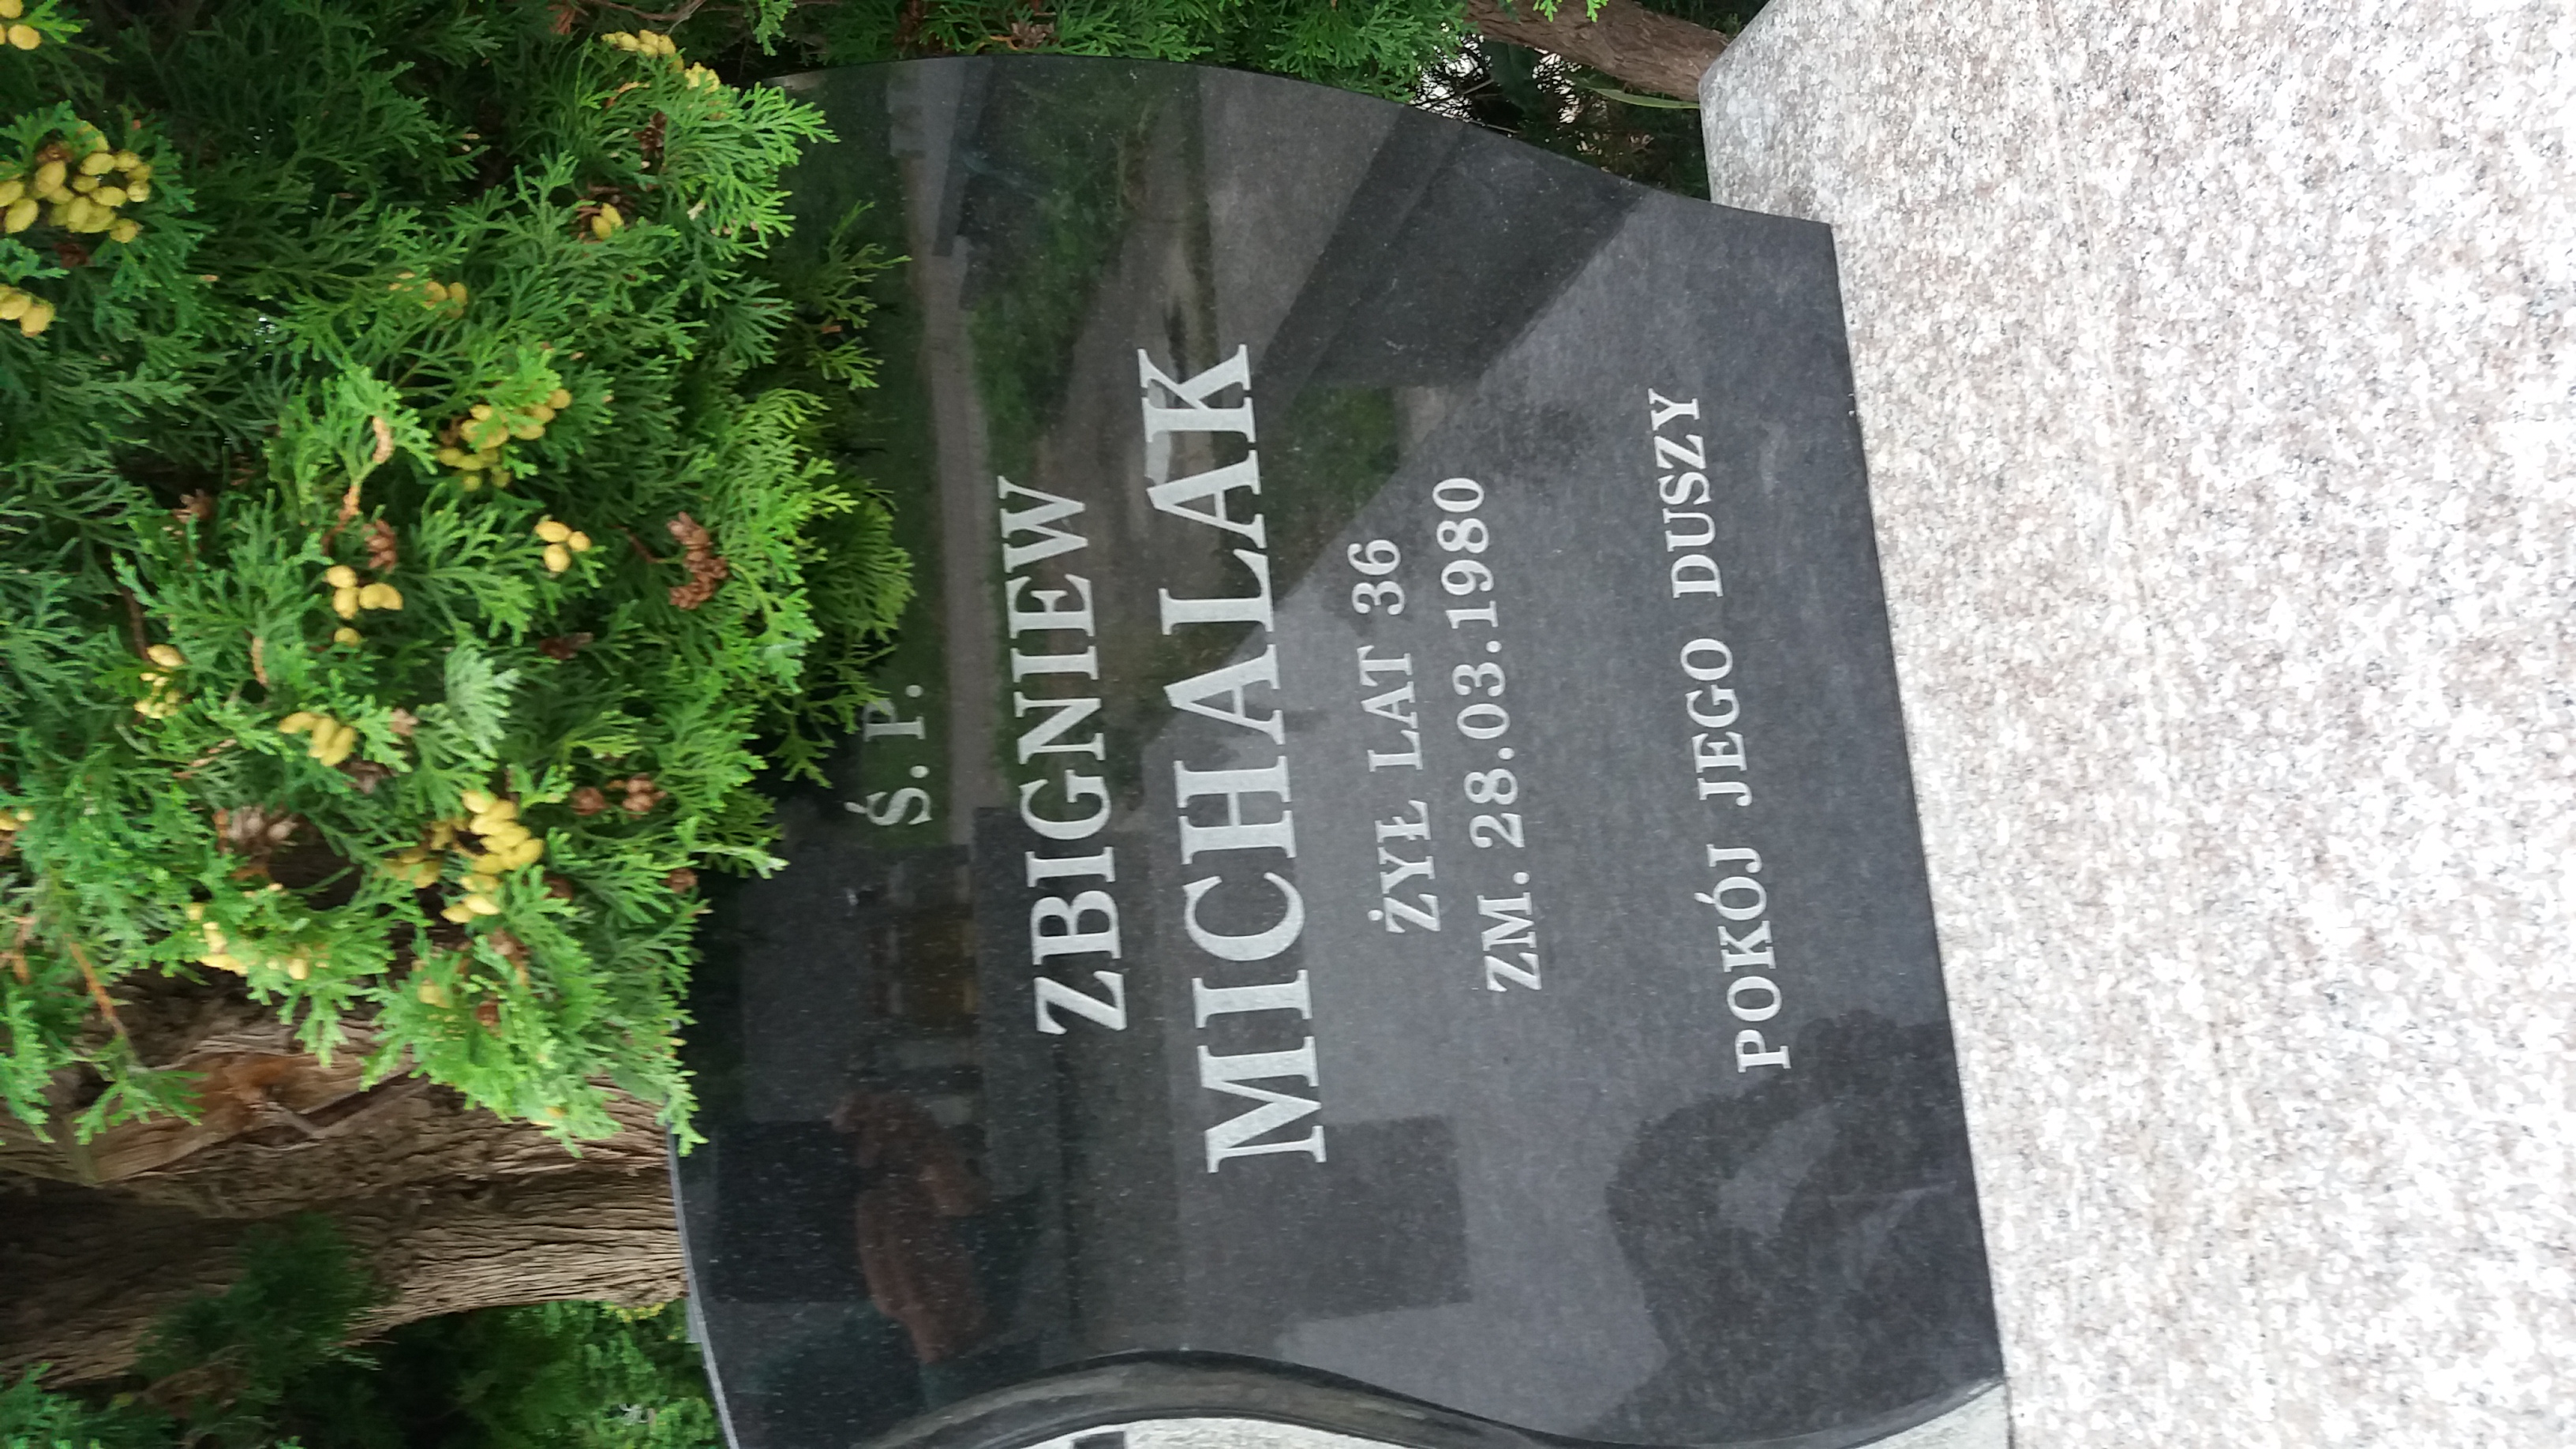 Ś. P.
ZBIGNIEW
MICHALAK
ŻYŁ LAT 36
ZM. 28.03.1980
POKÓJ JEGO DUSZY